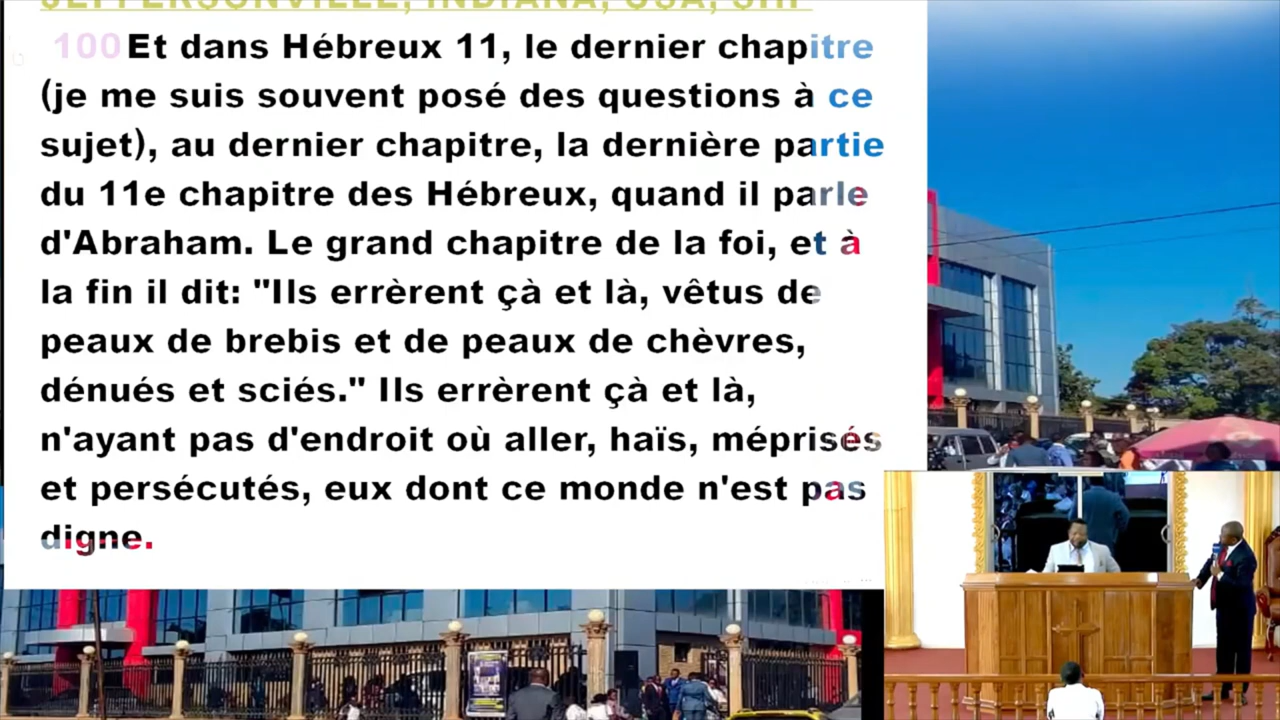 JEFFERSONVILLE, INDIANA, USA, SHP
100 Et dans Hébreux 11, le dernier chapitre
(je me suis souvent posé des questions à ce
sujet), au dernier chapitre, la dernière partie
du 11e chapitre des Hébreux, quand il parle
d'Abraham. Le grand chapitre de la foi, et à
la fin il dit: "Ils errèrent çà et là, vêtus de
peaux de brebis et de peaux de chèvres,
dénués et sciés." Ils errèrent çà et là,
n'ayant pas d'endroit où aller, haïs, méprisés
et persécutés, eux dont ce monde n'est pas
digne.